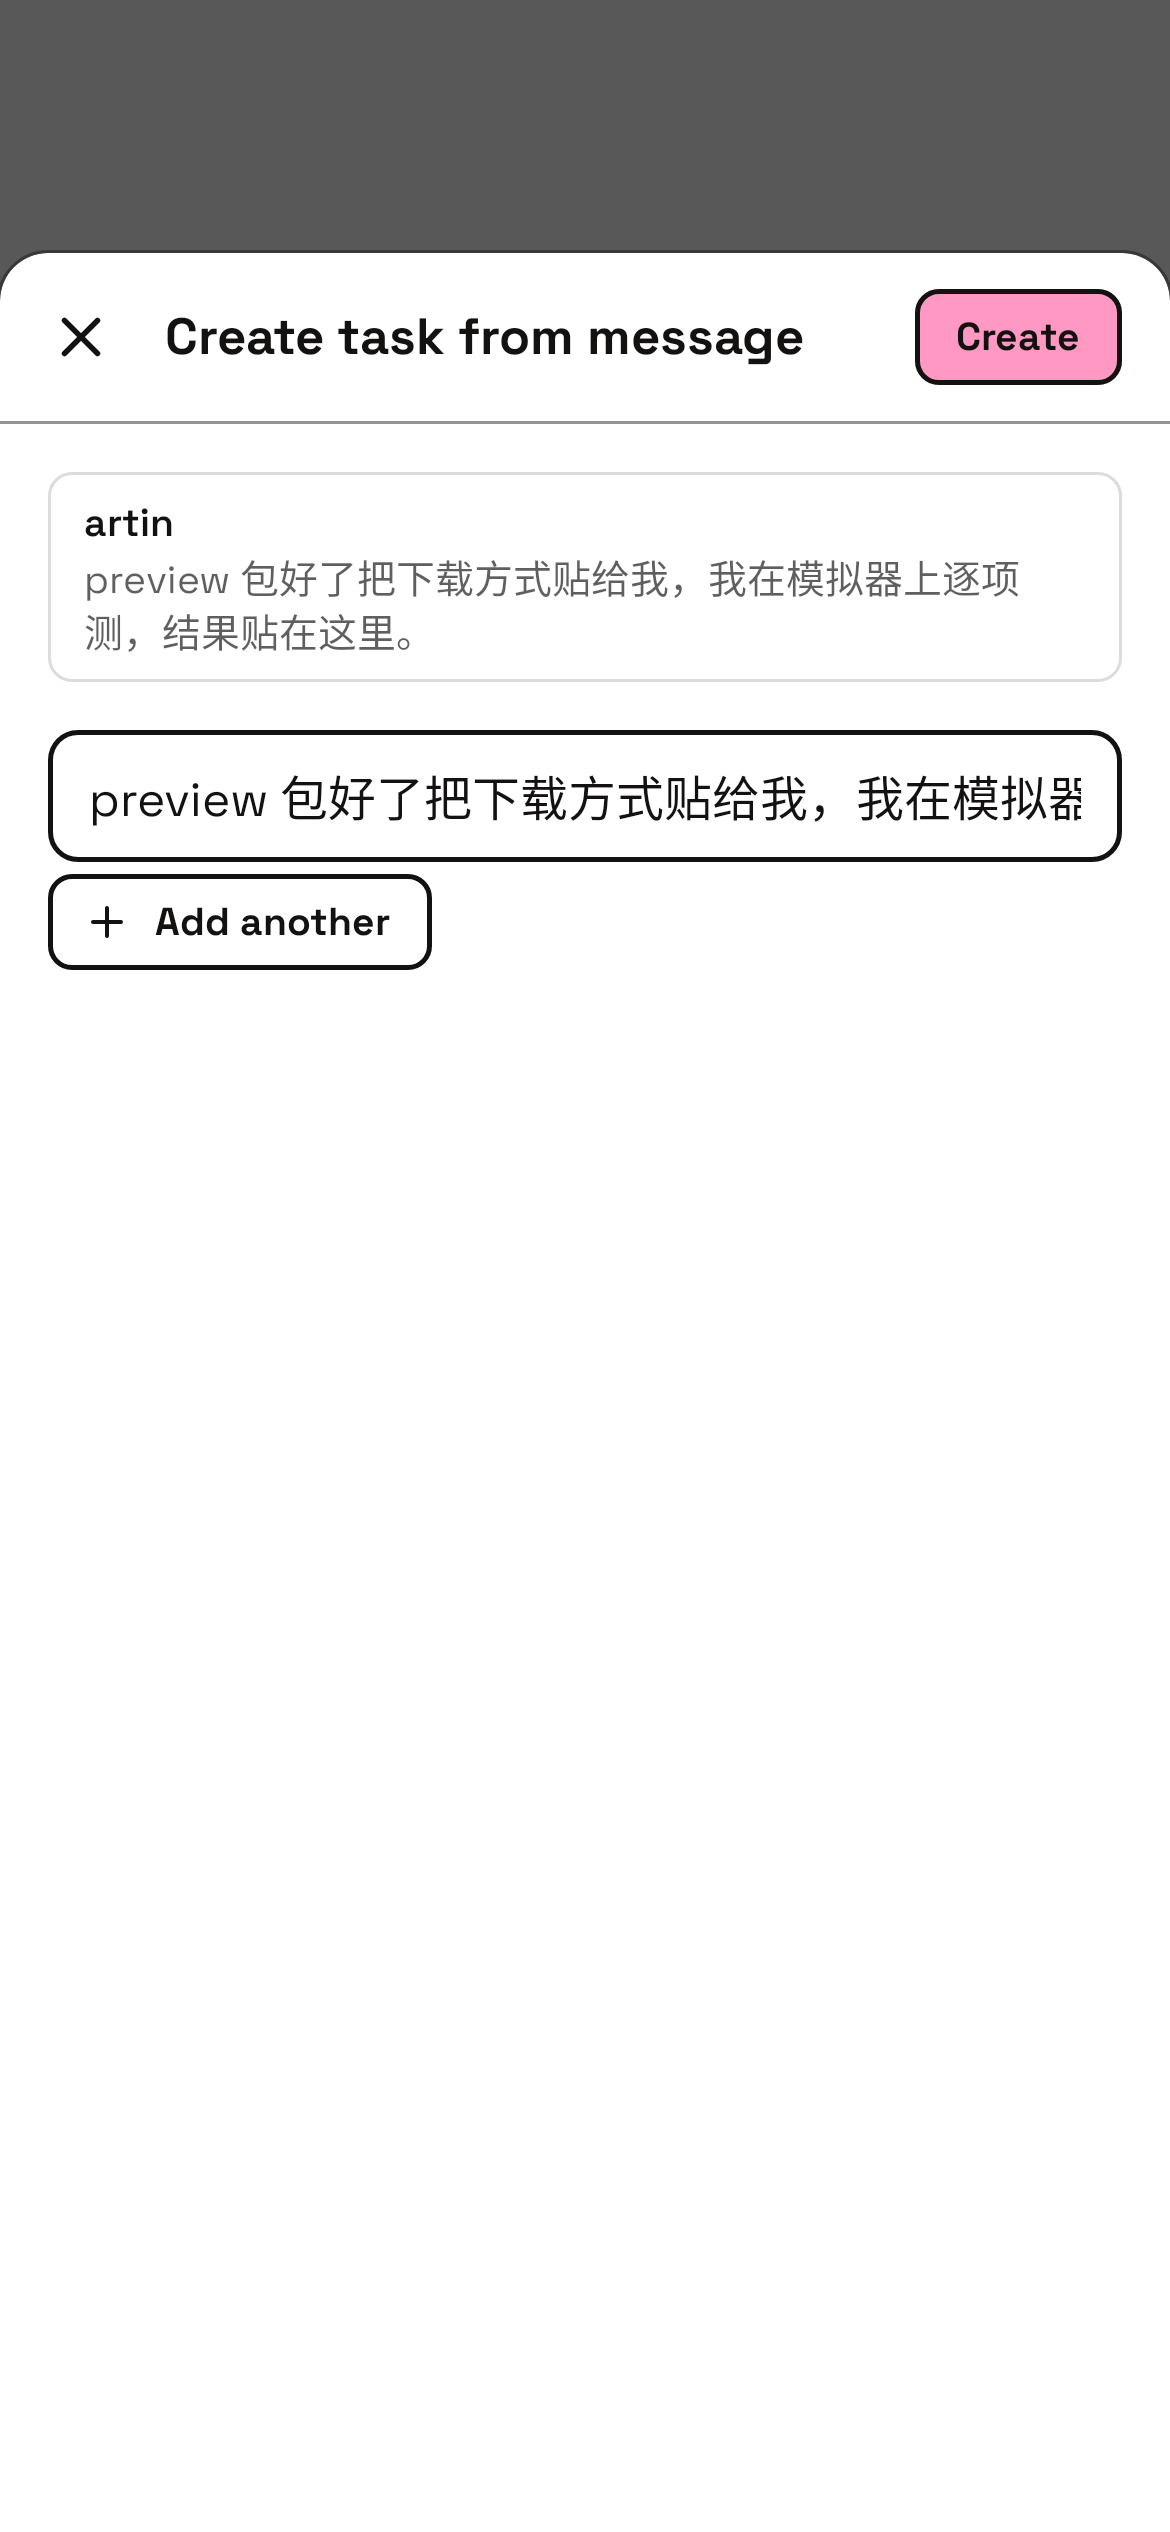 Create task from message
Create
artin
preview 包好了把下载方式贴给我，我在模拟器上逐项
测，结果贴在这里。
preview 包好了把下载方式贴给我，我在模拟器
Add another